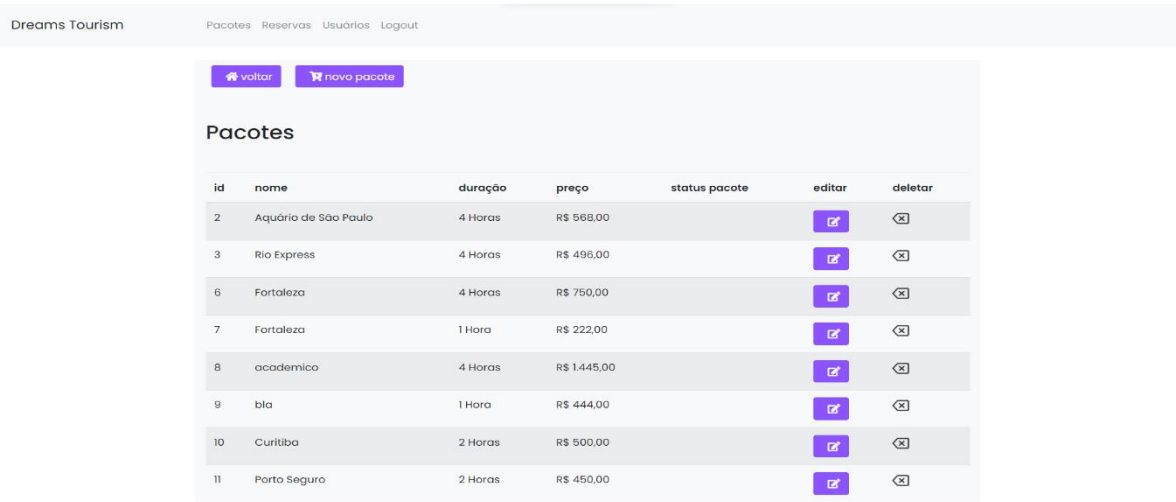 Dreams Tourism Pacotes Reservas Usuários Logout
voltar novo pacote
Pacotes
id nome duração preço status pacote editar deletar
2 Aquário de São Paulo 4 Horas R$ 568,00
3 Rio Express 4 Horas R$ 496,00
6 Fortaleza 4 Horas R$ 750,00
7 Fortaleza 1 Hora R$ 222,00
8 academico 4 Horas R$ 1.445,00
9 bla 1 Hora R$ 444,00
10 Curitiba 2 Horas R$ 500,00
11 Porto Seguro 2 Horas R$ 450,00